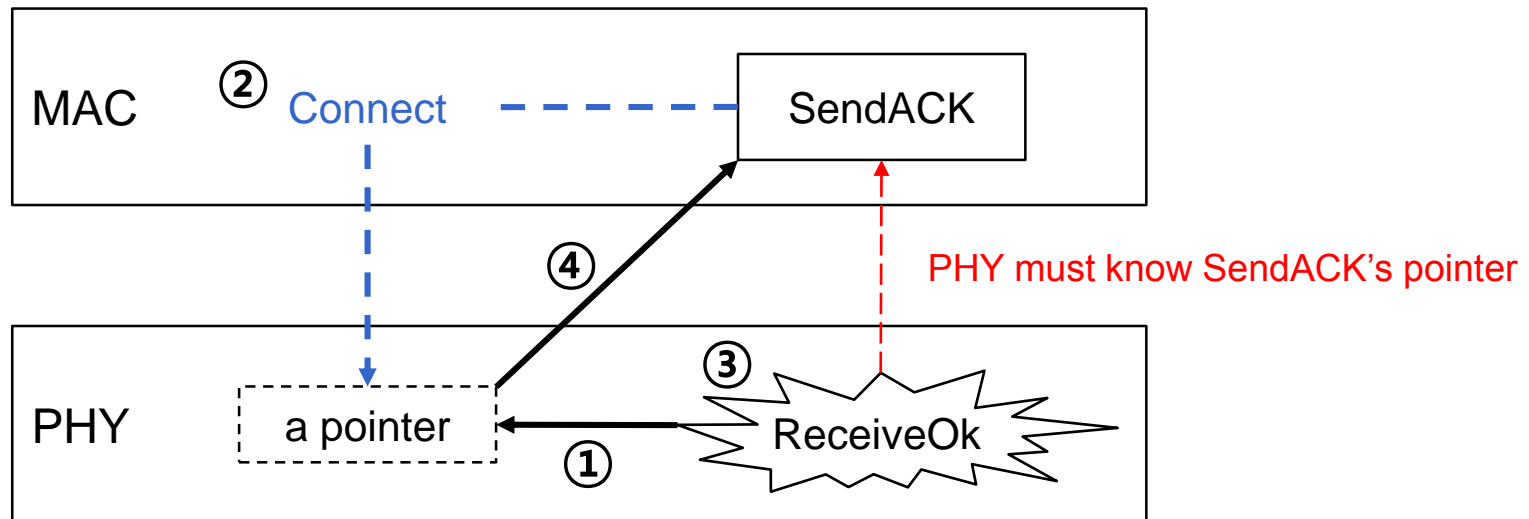 MAC
②
Connect
SendACK
④
PHY must know SendACK’s pointer
③
PHY
a pointer
ReceiveOk
①